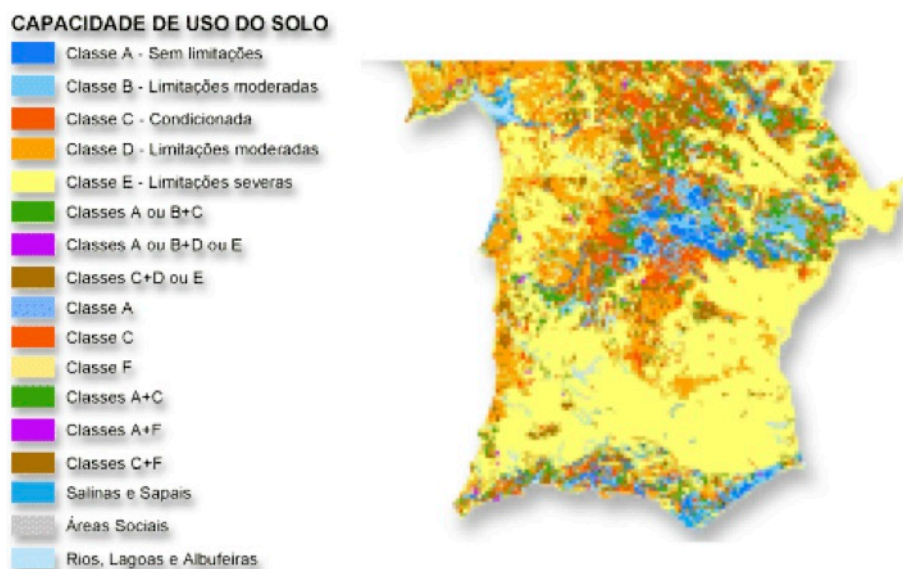 CAPACIDADE DE USO DO SOLO
Classe A - Sem limitações
Classe B - Limitações moderadas
Classe C - Condicionada
Classe D - Limitações moderadas
Classe E - Limitações severas
Classes A ou B+C
Classes A ou B+D ou E
Classes C+D ou E
Classe A
Classe C
Classe F
Classes A+C
Classes A+F
Classes C+F
Salinas e Sapais
Áreas Sociais
Rios, Lagoas e Albufeiras